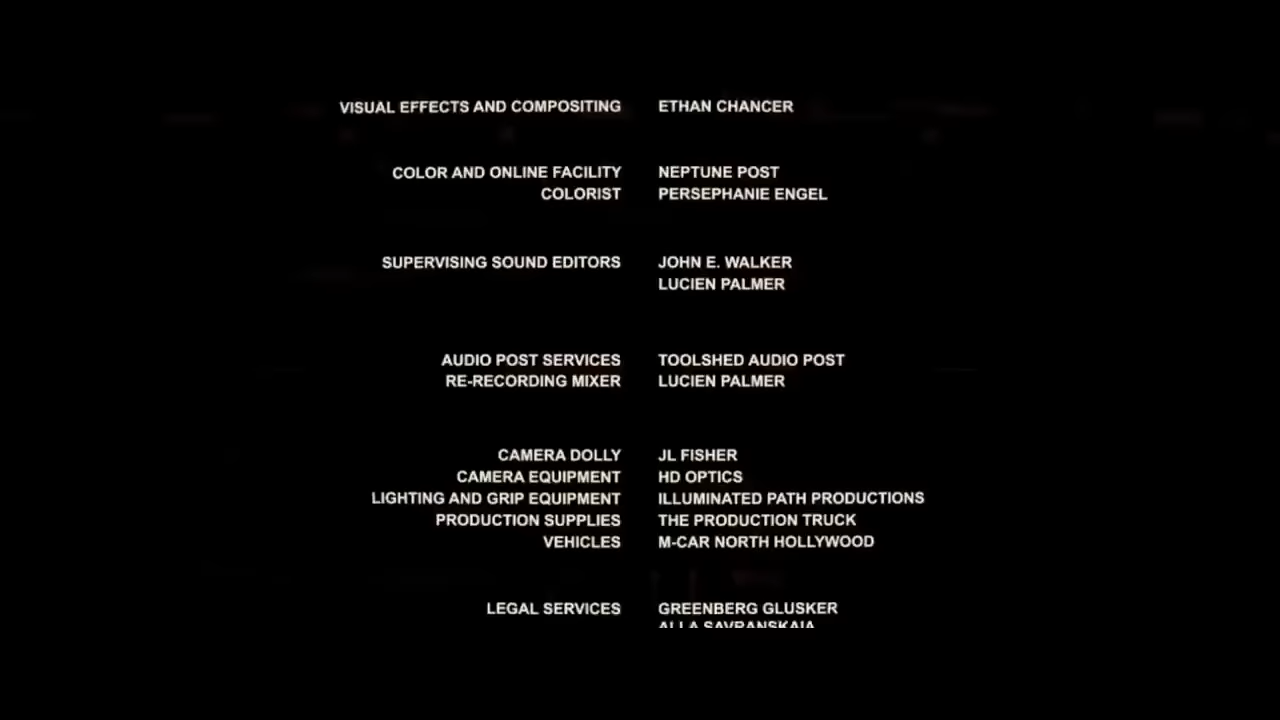 VISUAL EFFECTS AND COMPOSITING ETHAN CHANCER
COLOR AND ONLINE FACILITY NEPTUNE POST
COLORIST PERSEPHANIE ENGEL
SUPERVISING SOUND EDITORS JOHN E. WALKER
LUCIEN PALMER
AUDIO POST SERVICES TOOLSHED AUDIO POST
RE-RECORDING MIXER LUCIEN PALMER
CAMERA DOLLY JL FISHER
CAMERA EQUIPMENT HD OPTICS
LIGHTING AND GRIP EQUIPMENT ILLUMINATED PATH PRODUCTIONS
PRODUCTION SUPPLIES THE PRODUCTION TRUCK
VEHICLES M-CAR NORTH HOLLYWOOD
LEGAL SERVICES GREENBERG GLUSKER
ALLA SAVRANSKAIA